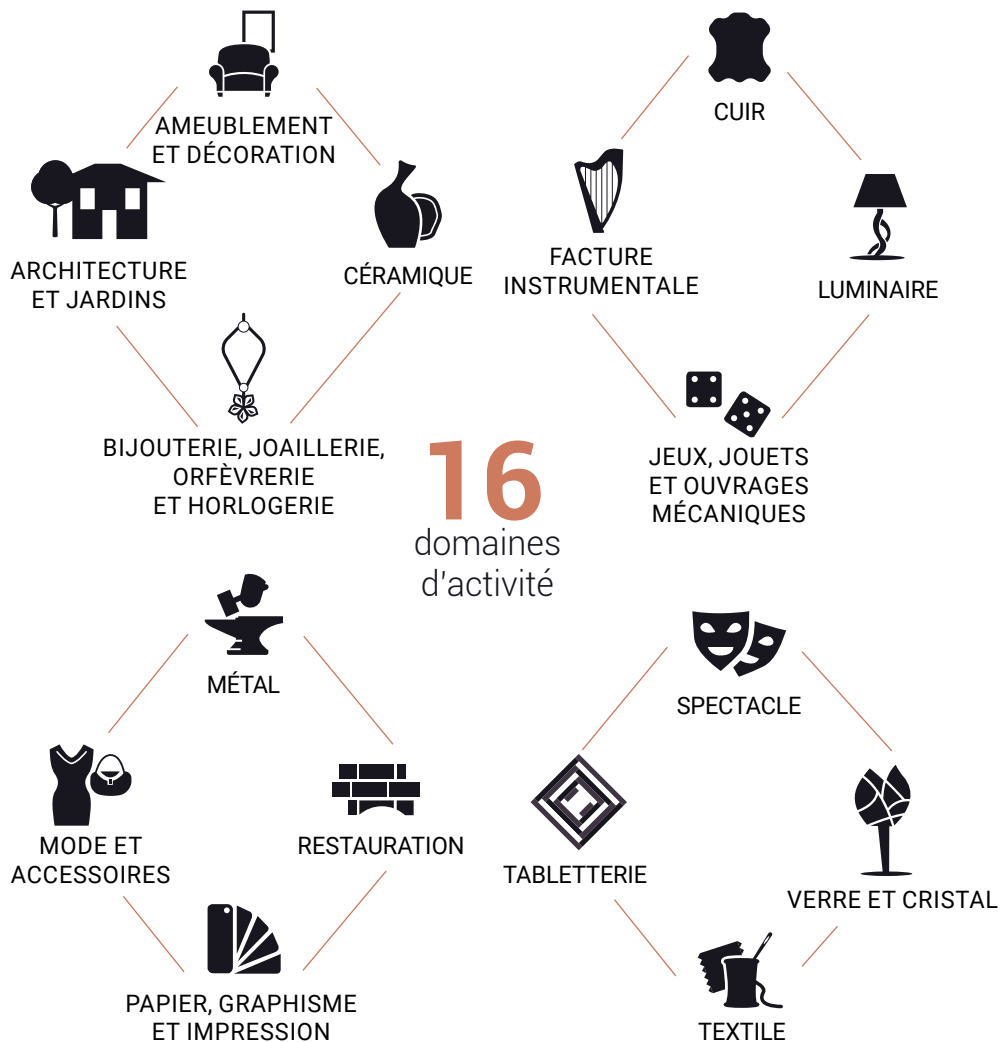 AMEUBLEMENT
ET DÉCORATION
ARCHITECTURE
ET JARDINS
CÉRAMIQUE
BIJOUTERIE, JOAILLERIE,
ORFÈVRERIE
ET HORLOGERIE
CUIR
FACTURE
INSTRUMENTALE
LUMINAIRE
JEUX, JOUETS
ET OUVRAGES
MÉCANIQUES
16
domaines
d'activité
MÉTAL
MODE ET
ACCESSOIRES
RESTAURATION
PAPIER, GRAPHISME
ET IMPRESSION
SPECTACLE
TABLETTERIE
VERRE ET CRISTAL
TEXTILE